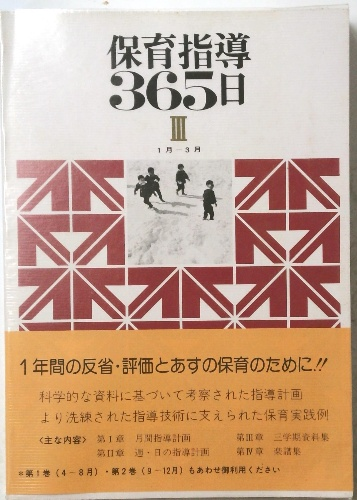 保育指導
365日
III
1月－3月
1年間の反省・評価とあすの保育のために!!
科学的な資料に基づいて考察された指導計画
より洗練された指導技術に支えられた保育実践例
〈主な内容〉 第Ⅰ章 月間指導計画 第Ⅲ章 三学期資料集
第Ⅱ章 週・日の指導計画 第Ⅳ章 楽譜集
＊第1巻（4－8月）・第2巻（9－12月）もあわせ御利用ください